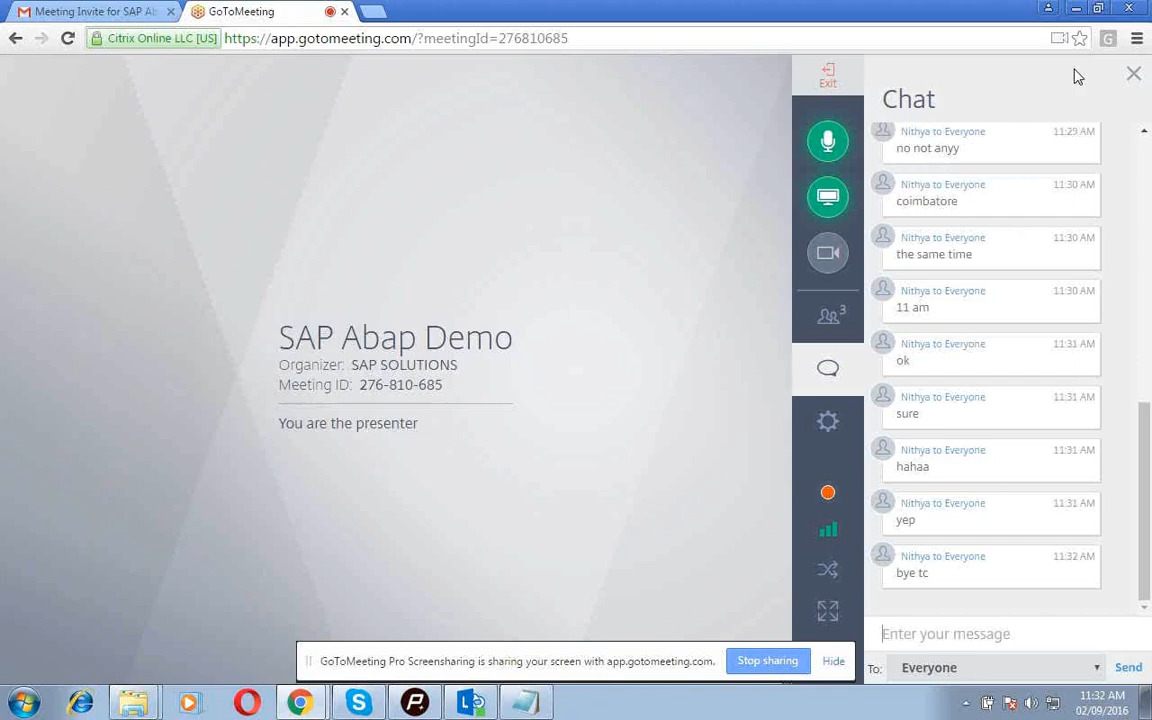 Meeting Invite for SAP Ab
GoToMeeting
Citrix Online LLC [US]
https://app.gotomeeting.com/?meetingId=276810685
Exit
Chat
Nithya to Everyone 11:29 AM
no not anyy
Nithya to Everyone 11:30 AM
coimbatore
Nithya to Everyone 11:30 AM
the same time
Nithya to Everyone 11:30 AM
11 am
Nithya to Everyone 11:31 AM
ok
Nithya to Everyone 11:31 AM
sure
Nithya to Everyone 11:31 AM
hahaa
Nithya to Everyone 11:31 AM
yep
Nithya to Everyone 11:32 AM
bye tc
Enter your message
To: Everyone Send
3
SAP Abap Demo
Organizer: SAP SOLUTIONS
Meeting ID: 276-810-685
You are the presenter
GoToMeeting Pro Screensharing is sharing your screen with app.gotomeeting.com. Stop sharing Hide
11:32 AM
02/09/2016